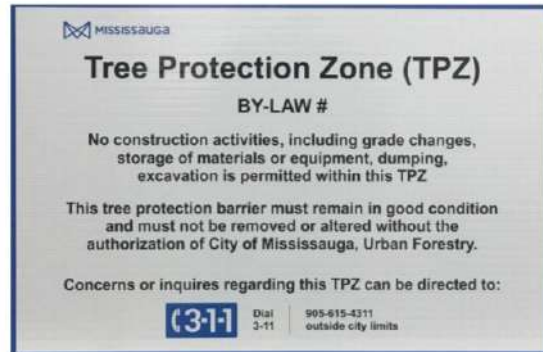 MISSISSAUGA
Tree Protection Zone (TPZ)
BY-LAW #
No construction activities, including grade changes,
storage of materials or equipment, dumping,
excavation is permitted within this TPZ
This tree protection barrier must remain in good condition
and must not be removed or altered without the
authorization of City of Mississauga, Urban Forestry.
Concerns or inquires regarding this TPZ can be directed to:
3-1-1
Dial
3-11
905-615-4311
outside city limits